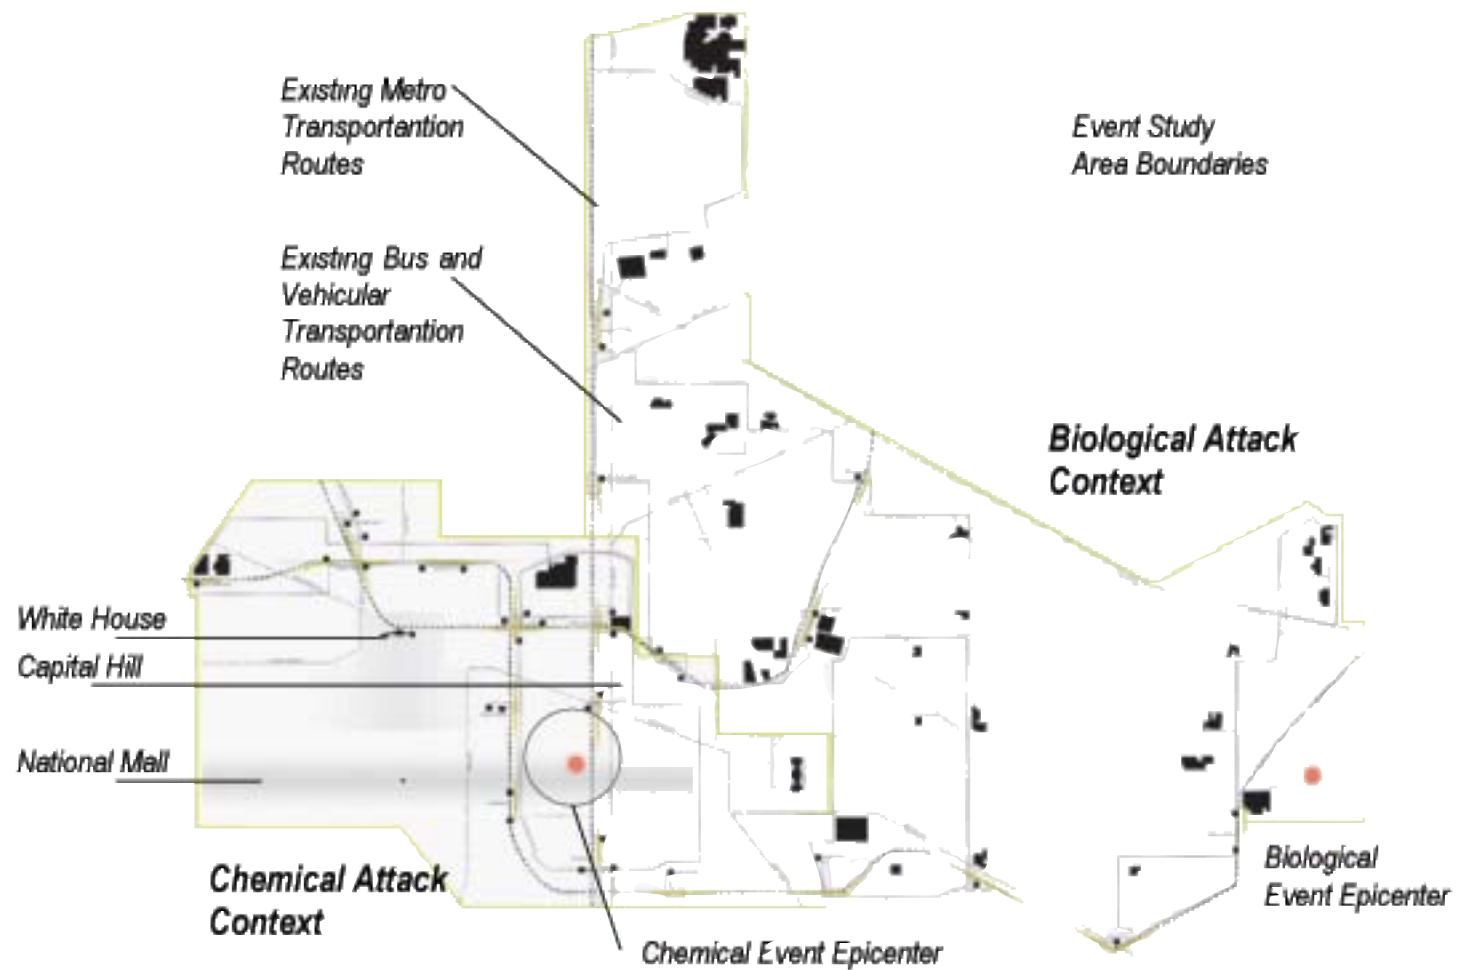 Existing Metro
Transportantion
Routes
Event Study
Area Boundaries
Existing Bus and
Vehicular
Transportantion
Routes
Biological Attack
Context
White House
Capital Hill
National Mall
Chemical Attack
Context
Biological
Event Epicenter
Chemical Event Epicenter